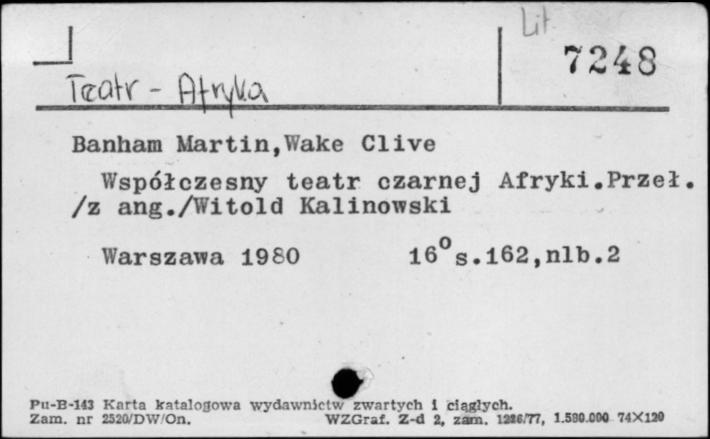 Lit.
7248
Teatr - Afryka
Banham Martin,Wake Clive
Współczesny teatr czarnej Afryki.Przeł.
/z ang./Witold Kalinowski
Warszawa 1980 16° s.162,nlb.2
Pu-B-143 Karta katalogowa wydawnictw zwartych i ciągłych.
Zam. nr 2520/DW/On. WZGraf. Z-d 2, zam. 1226/77, 1.580.000 74X120